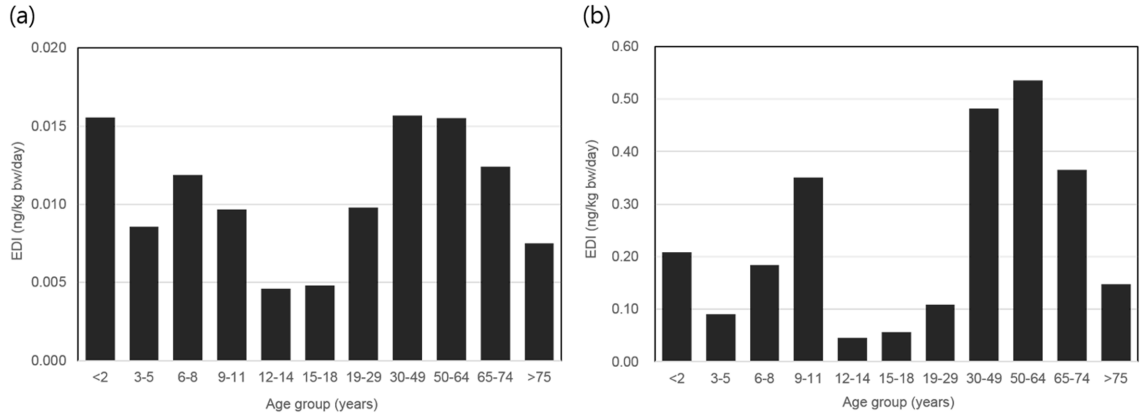 (a)
EDI (ng/kg bw/day)
0.020
0.015
0.010
0.005
0.000
<2 3-5 6-8 9-11 12-14 15-18 19-29 30-49 50-64 65-74 >75
Age group (years)
(b)
EDI (ng/kg bw/day)
0.60
0.50
0.40
0.30
0.20
0.10
0.00
<2 3-5 6-8 9-11 12-14 15-18 19-29 30-49 50-64 65-74 >75
Age group (years)